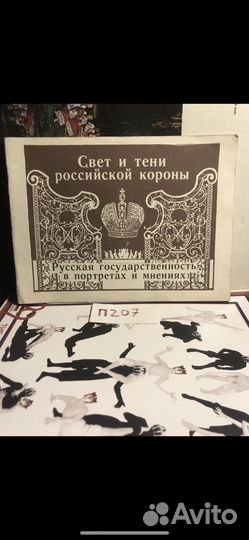 Свет и тени
российской короны
Русская государственность
(в портретах и мнениях)
П207
Avito